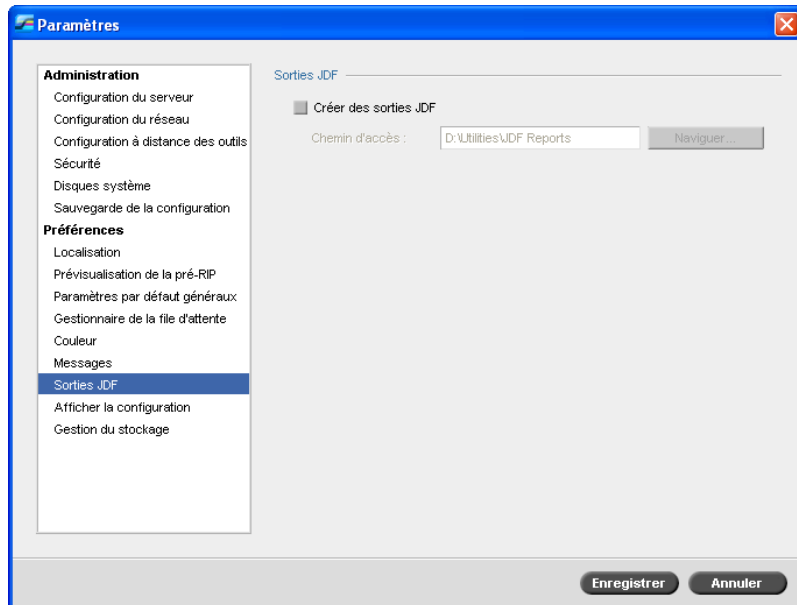 Paramètres
Administration
Configuration du serveur
Configuration du réseau
Configuration à distance des outils
Sécurité
Disques système
Sauvegarde de la configuration
Préférences
Localisation
Prévisualisation de la pré-RIP
Paramètres par défaut généraux
Gestionnaire de la file d'attente
Couleur
Messages
Sorties JDF
Afficher la configuration
Gestion du stockage
Sorties JDF
Créer des sorties JDF
Chemin d'accès : D:\Utilities\JDF Reports Naviguer...
Enregistrer Annuler